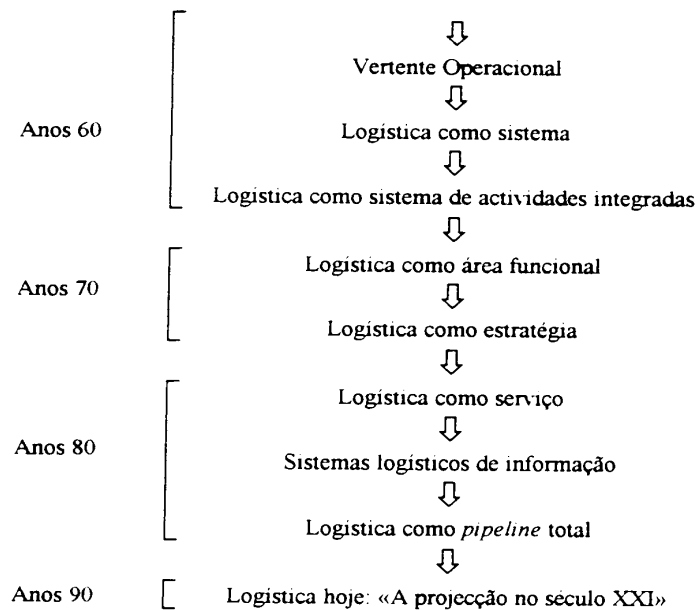 Vertente Operacional
Anos 60 Logística como sistema
Logística como sistema de actividades integradas
Logística como área funcional
Anos 70
Logística como estratégia
Logística como serviço
Anos 80
Sistemas logísticos de informação
Logística como pipeline total
Anos 90 Logística hoje: «A projecção no século XXI»